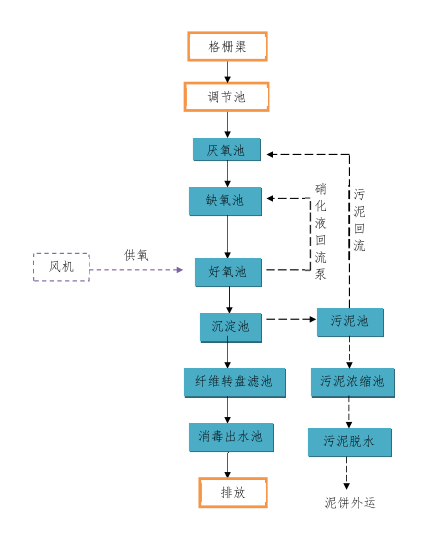 格栅渠
调节池
厌氧池
缺氧池
硝化液回流泵
污泥回流
供氧
风机
好氧池
沉淀池
污泥池
纤维转盘滤池
污泥浓缩池
消毒出水池
污泥脱水
排放
泥饼外运